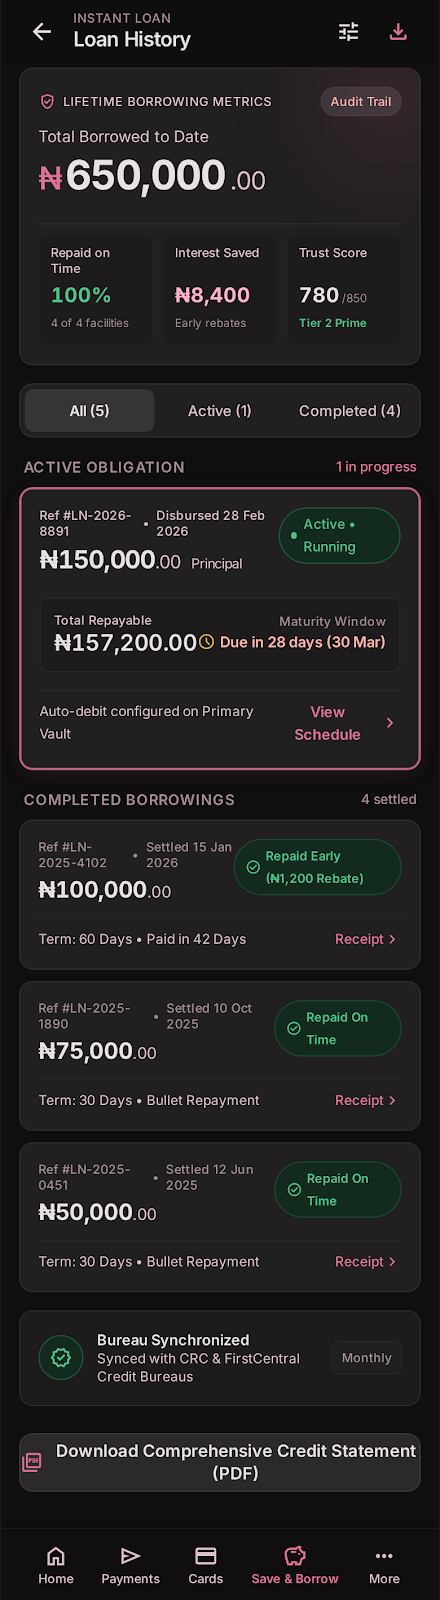 INSTANT LOAN
Loan History
LIFETIME BORROWING METRICS
Audit Trail
Total Borrowed to Date
₦650,000.00
Repaid on
Time
100%
4 of 4 facilities
Interest Saved
₦8,400
Early rebates
Trust Score
780 /850
Tier 2 Prime
All (5)
Active (1)
Completed (4)
ACTIVE OBLIGATION
1 in progress
Ref #LN-2026-
8891
• Disbursed 28 Feb
2026
Active •
Running
₦150,000.00 Principal
Total Repayable
₦157,200.00
Maturity Window
Due in 28 days (30 Mar)
Auto-debit configured on Primary
Vault
View
Schedule
COMPLETED BORROWINGS
4 settled
Ref #LN-
2025-4102
• Settled 15 Jan
2026
Repaid Early
(₦1,200 Rebate)
₦100,000.00
Term: 60 Days • Paid in 42 Days
Receipt
Ref #LN-2025-
1890
• Settled 10 Oct
2025
Repaid On
Time
₦75,000.00
Term: 30 Days • Bullet Repayment
Receipt
Ref #LN-2025-
0451
• Settled 12 Jun
2025
Repaid On
Time
₦50,000.00
Term: 30 Days • Bullet Repayment
Receipt
Bureau Synchronized
Synced with CRC & FirstCentral
Credit Bureaus
Monthly
PDF
Download Comprehensive Credit Statement
(PDF)
Home
Payments
Cards
Save & Borrow
More